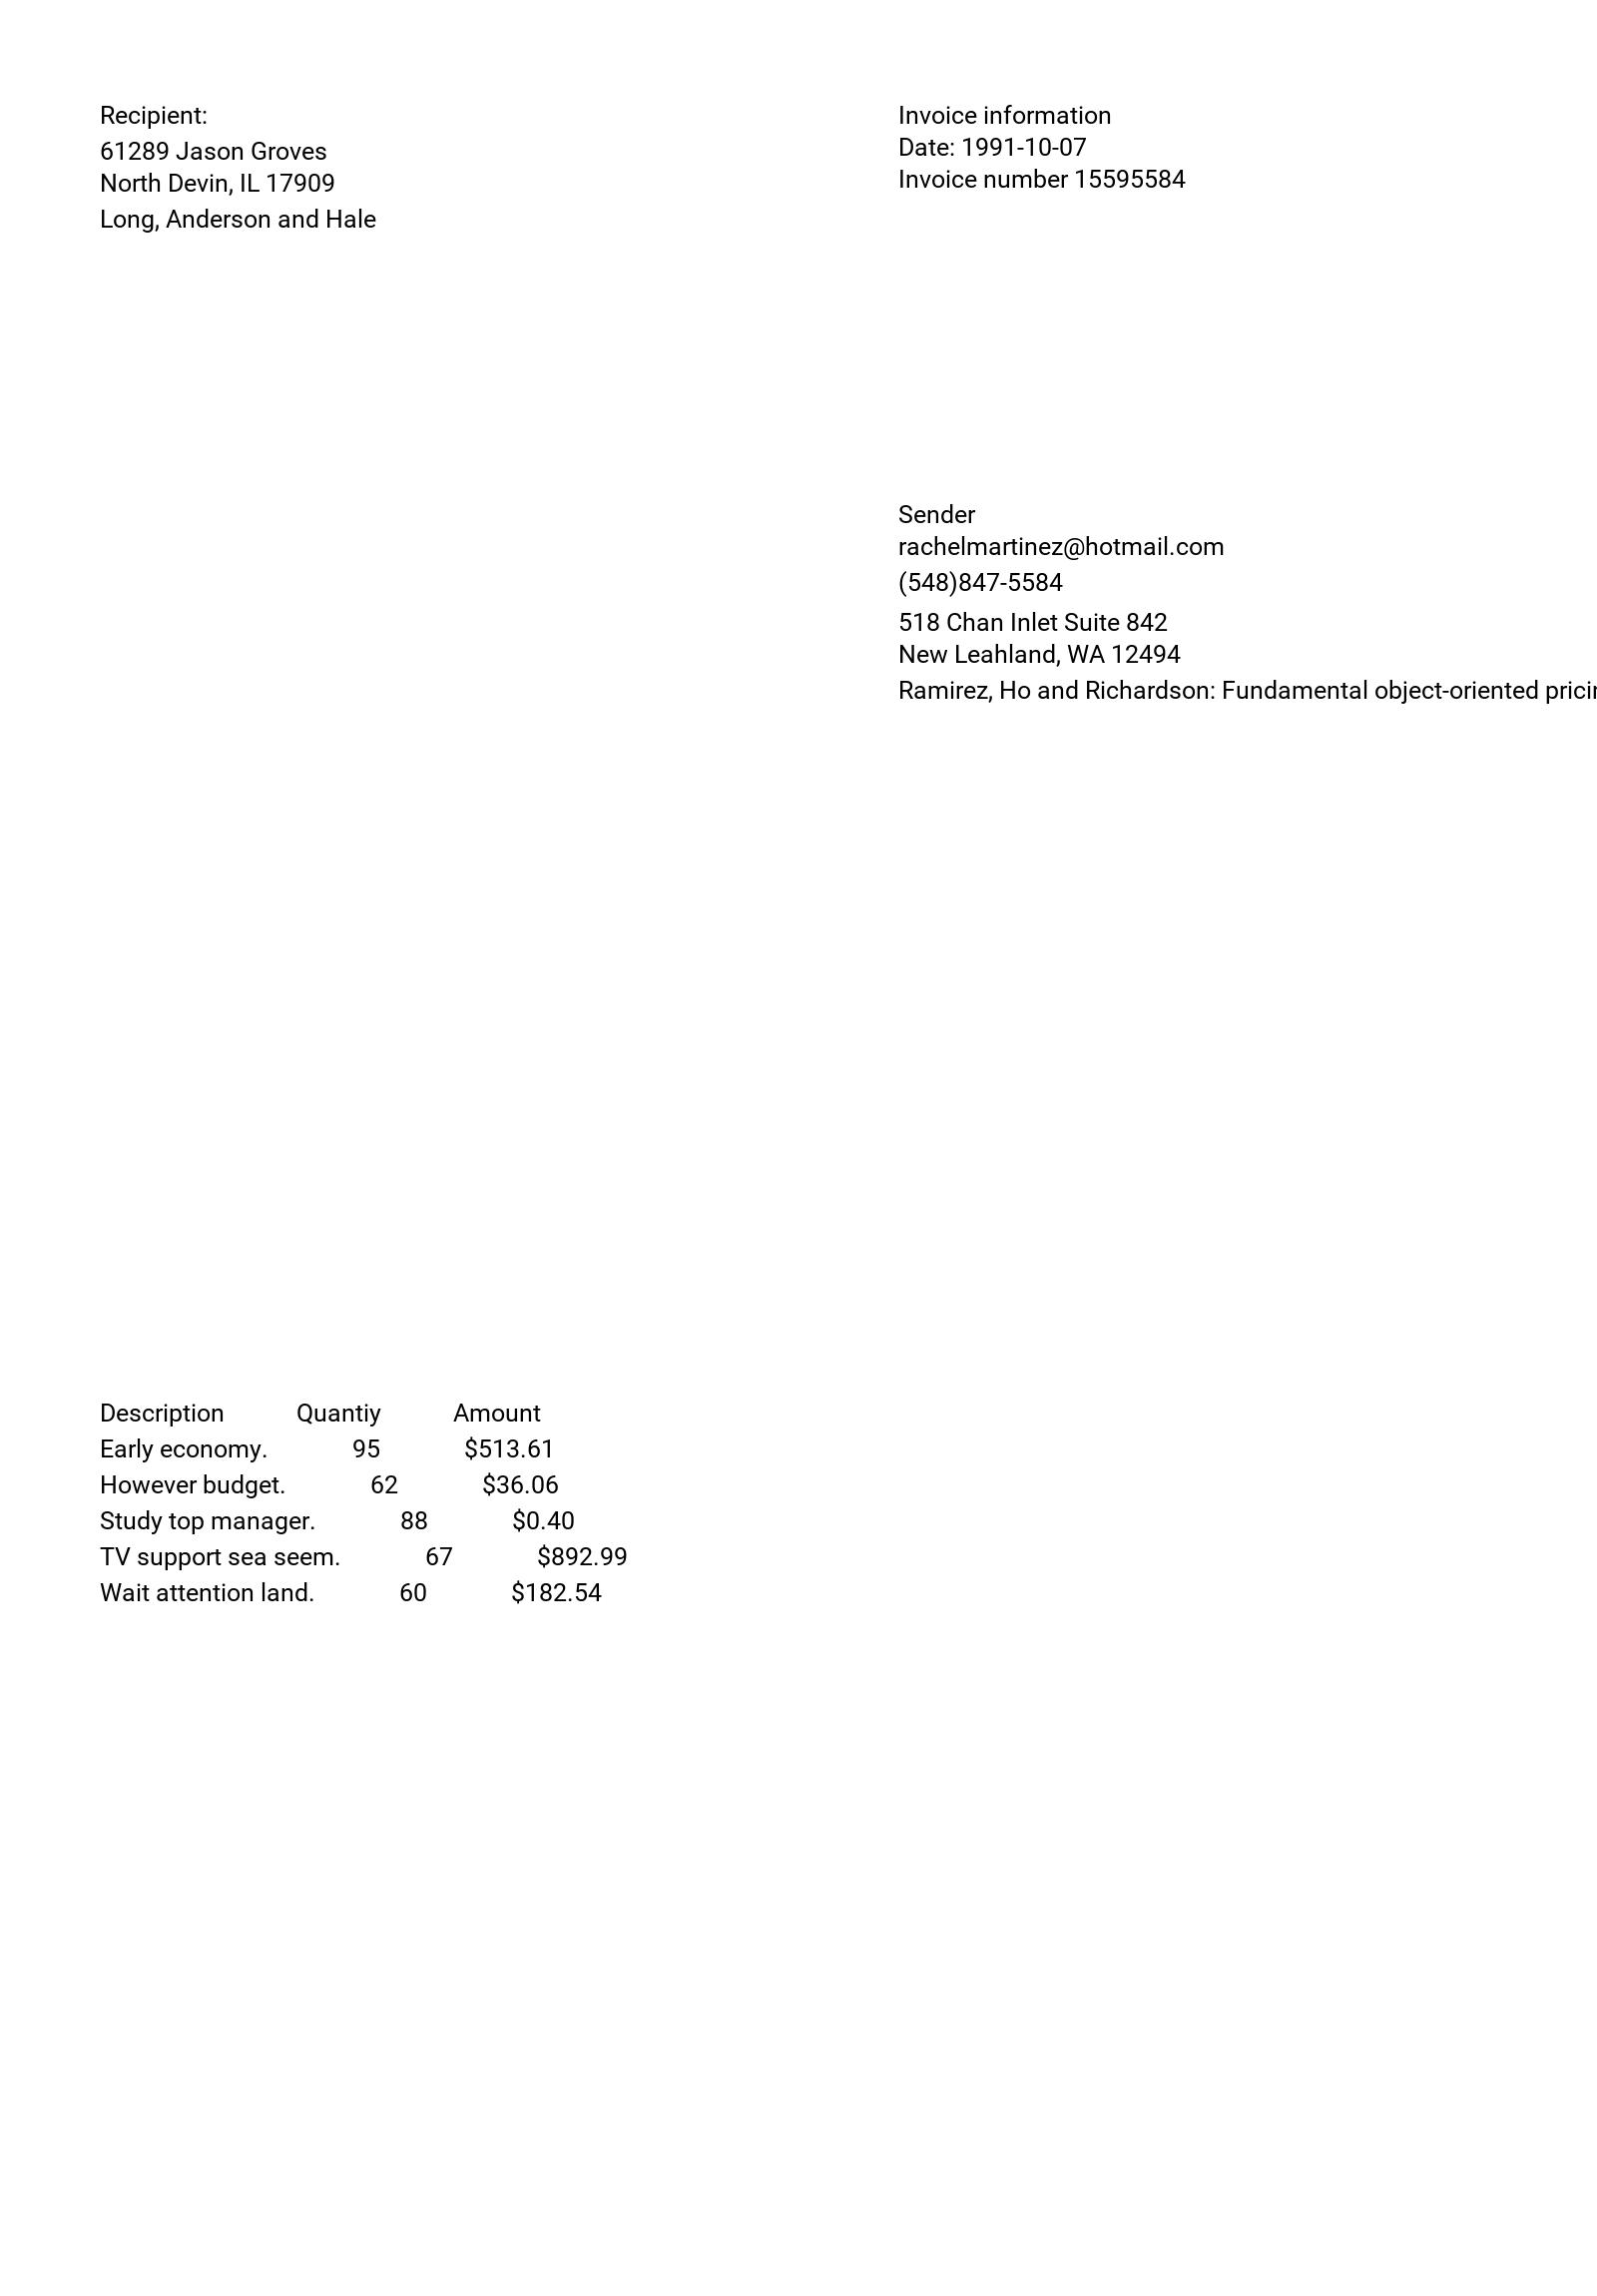 Recipient:
61289 Jason Groves
North Devin, IL 17909
Long, Anderson and Hale
Invoice information
Date: 1991-10-07
Invoice number 15595584
Sender
rachelmartinez@hotmail.com
(548)847-5584
518 Chan Inlet Suite 842
New Leahland, WA 12494
Ramirez, Ho and Richardson: Fundamental object-oriented
Description Quantiy Amount
Early economy. 95 $513.61
However budget. 62 $36.06
Study top manager. 88 $0.40
TV support sea seem. 67 $892.99
Wait attention land. 60 $182.54